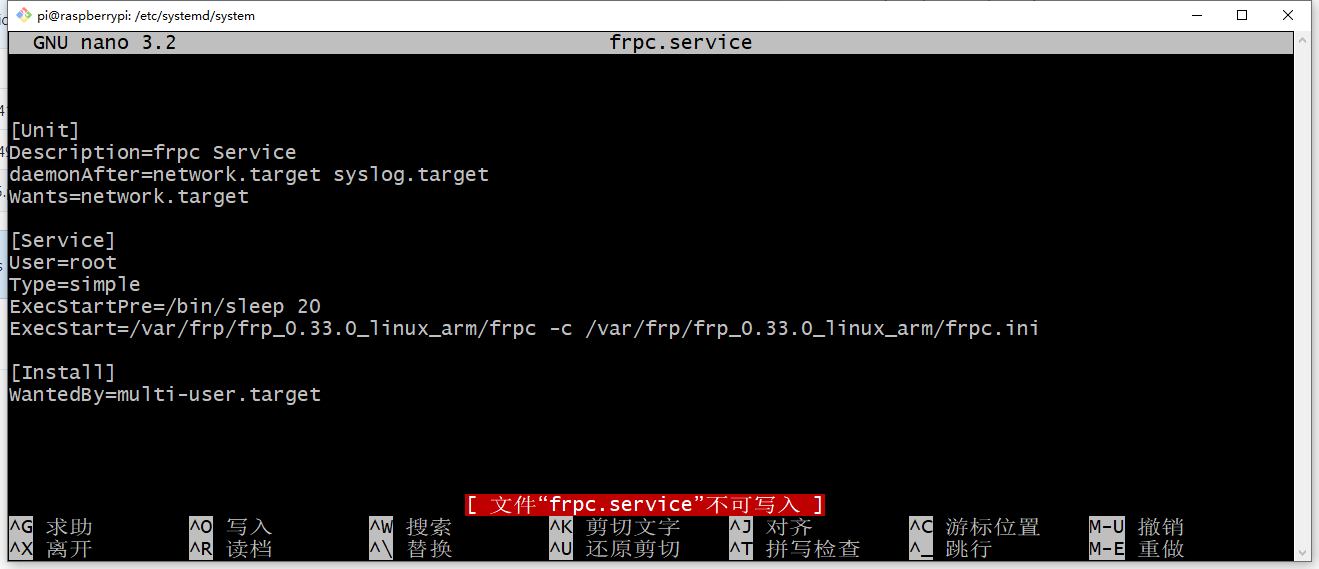 pi@raspberrypi: /etc/systemd/system
GNU nano 3.2 frpc.service
[Unit]
Description=frpc Service
daemonAfter=network.target syslog.target
Wants=network.target
[Service]
User=root
Type=simple
ExecStartPre=/bin/sleep 20
ExecStart=/var/frp/frp_0.33.0_linux_arm/frpc -c /var/frp/frp_0.33.0_linux_arm/frpc.ini
[Install]
WantedBy=multi-user.target
[ 文件“frpc.service”不可写入 ]
^G 求助 ^O 写入 ^W 搜索 ^K 剪切文字 ^J 对齐 ^C 游标位置 M-U 撤销
^X 离开 ^R 读档 ^\ 替换 ^U 还原剪切 ^T 拼写检查 ^_ 跳行 M-E 重做